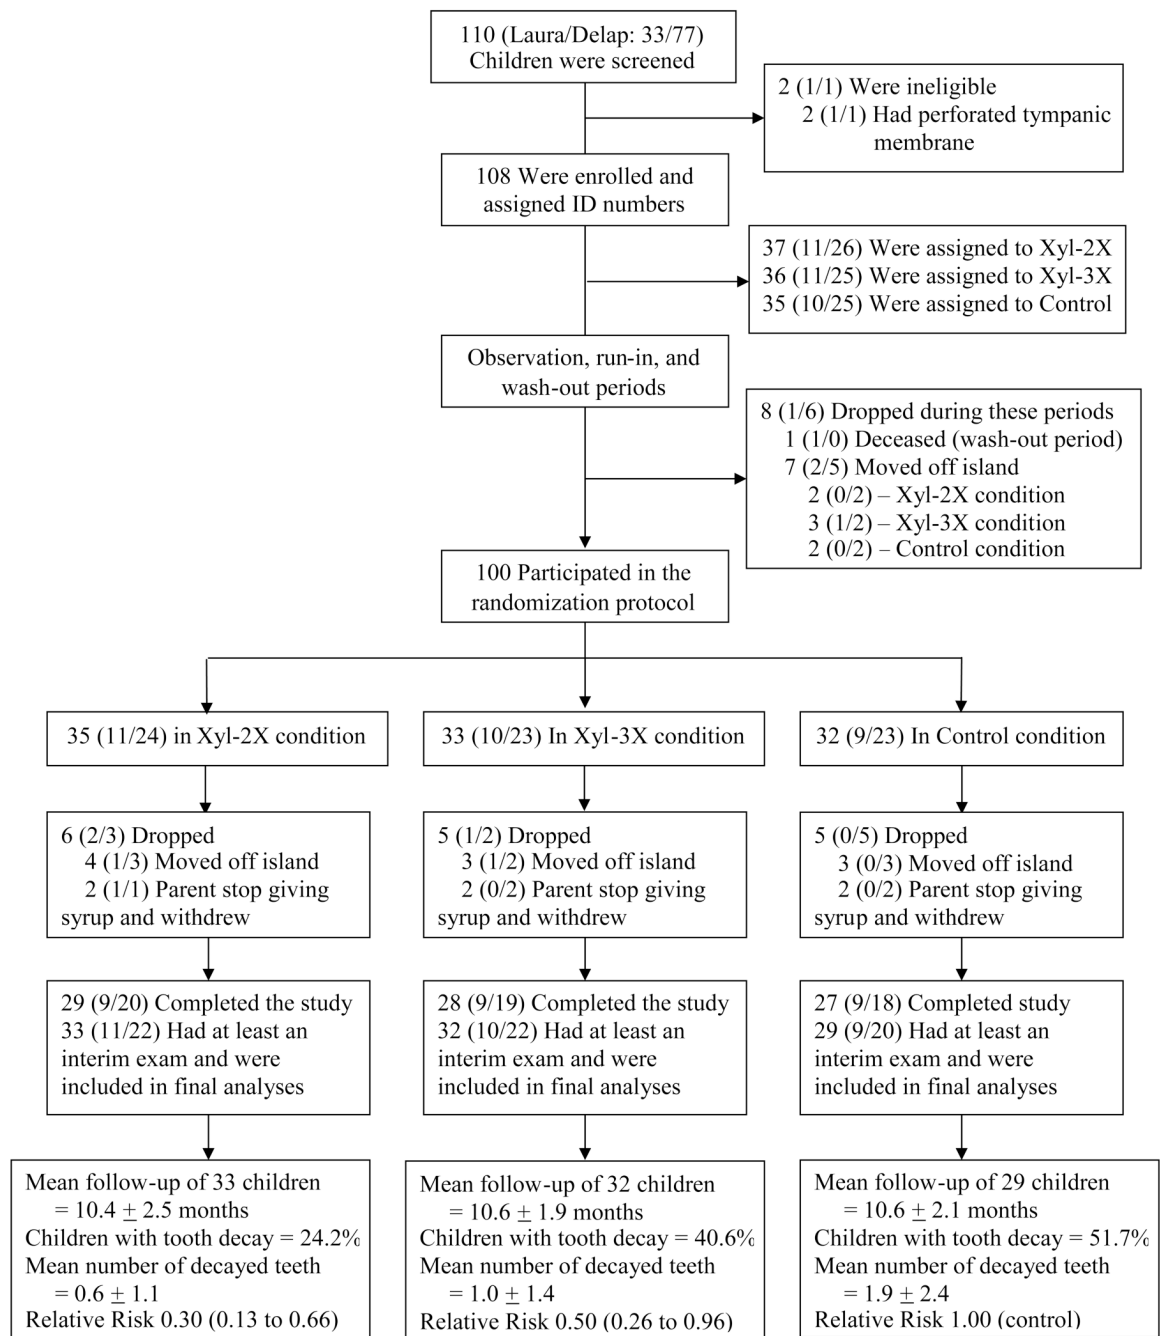 110 (Laura/Delap: 33/77)
Children were screened
2 (1/1) Were ineligible
2 (1/1) Had perforated tympanic
membrane
108 Were enrolled and
assigned ID numbers
37 (11/26) Were assigned to Xyl-2X
36 (11/25) Were assigned to Xyl-3X
35 (10/25) Were assigned to Control
Observation, run-in, and
wash-out periods
8 (1/6) Dropped during these periods
1 (1/0) Deceased (wash-out period)
7 (2/5) Moved off island
2 (0/2) – Xyl-2X condition
3 (1/2) – Xyl-3X condition
2 (0/2) – Control condition
100 Participated in the
randomization protocol
35 (11/24) in Xyl-2X condition
33 (10/23) In Xyl-3X condition
32 (9/23) In Control condition
6 (2/3) Dropped
4 (1/3) Moved off island
2 (1/1) Parent stop giving
syrup and withdrew
5 (1/2) Dropped
3 (1/2) Moved off island
2 (0/2) Parent stop giving
syrup and withdrew
5 (0/5) Dropped
3 (0/3) Moved off island
2 (0/2) Parent stop giving
syrup and withdrew
29 (9/20) Completed the study
33 (11/22) Had at least an
interim exam and were
included in final analyses
28 (9/19) Completed the study
32 (10/22) Had at least an
interim exam and were
included in final analyses
27 (9/18) Completed study
29 (9/20) Had at least an
interim exam and were
included in final analyses
Mean follow-up of 33 children
= 10.4 ± 2.5 months
Children with tooth decay = 24.2%
Mean number of decayed teeth
= 0.6 ± 1.1
Relative Risk 0.30 (0.13 to 0.66)
Mean follow-up of 32 children
= 10.6 ± 1.9 months
Children with tooth decay = 40.6%
Mean number of decayed teeth
= 1.0 ± 1.4
Relative Risk 0.50 (0.26 to 0.96)
Mean follow-up of 29 children
= 10.6 ± 2.1 months
Children with tooth decay = 51.7%
Mean number of decayed teeth
= 1.9 ± 2.4
Relative Risk 1.00 (control)